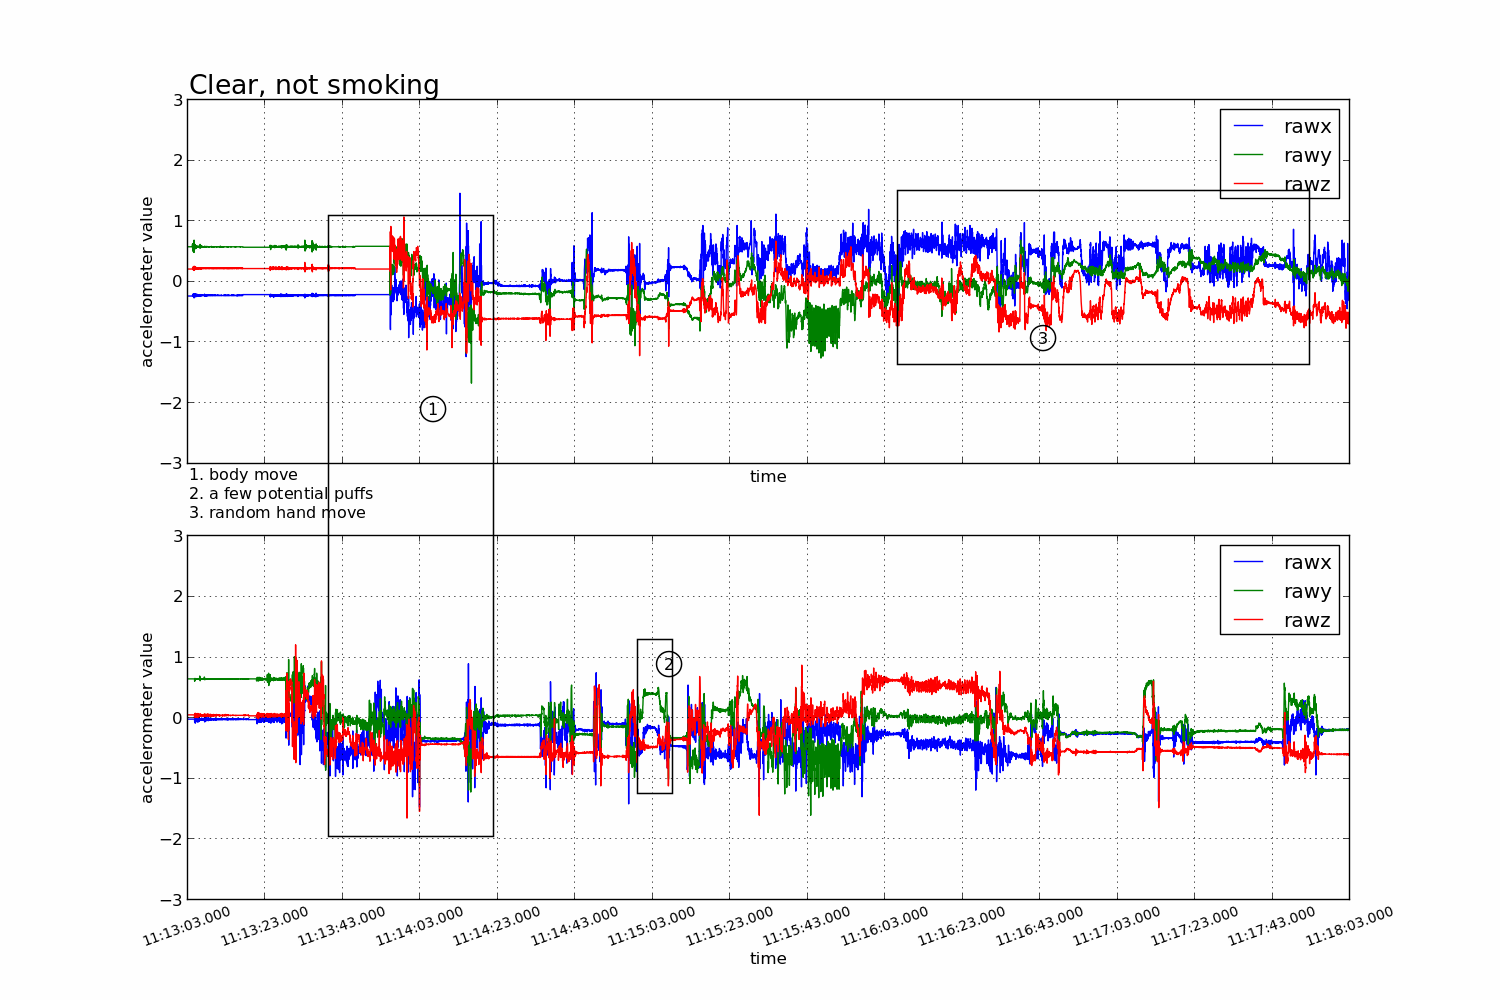 Clear, not smoking
3
2
1
0
−1
−2
−3
accelerometer value
rawx
rawy
rawz
1
3
time
1. body move
2. a few potential puffs
3. random hand move
3
2
1
0
−1
−2
−3
accelerometer value
rawx
rawy
rawz
2
11:13:03.000
11:13:23.000
11:13:43.000
11:14:03.000
11:14:23.000
11:14:43.000
11:15:03.000
11:15:23.000
11:15:43.000
11:16:03.000
11:16:23.000
11:16:43.000
11:17:03.000
11:17:23.000
11:17:43.000
11:18:03.000
time